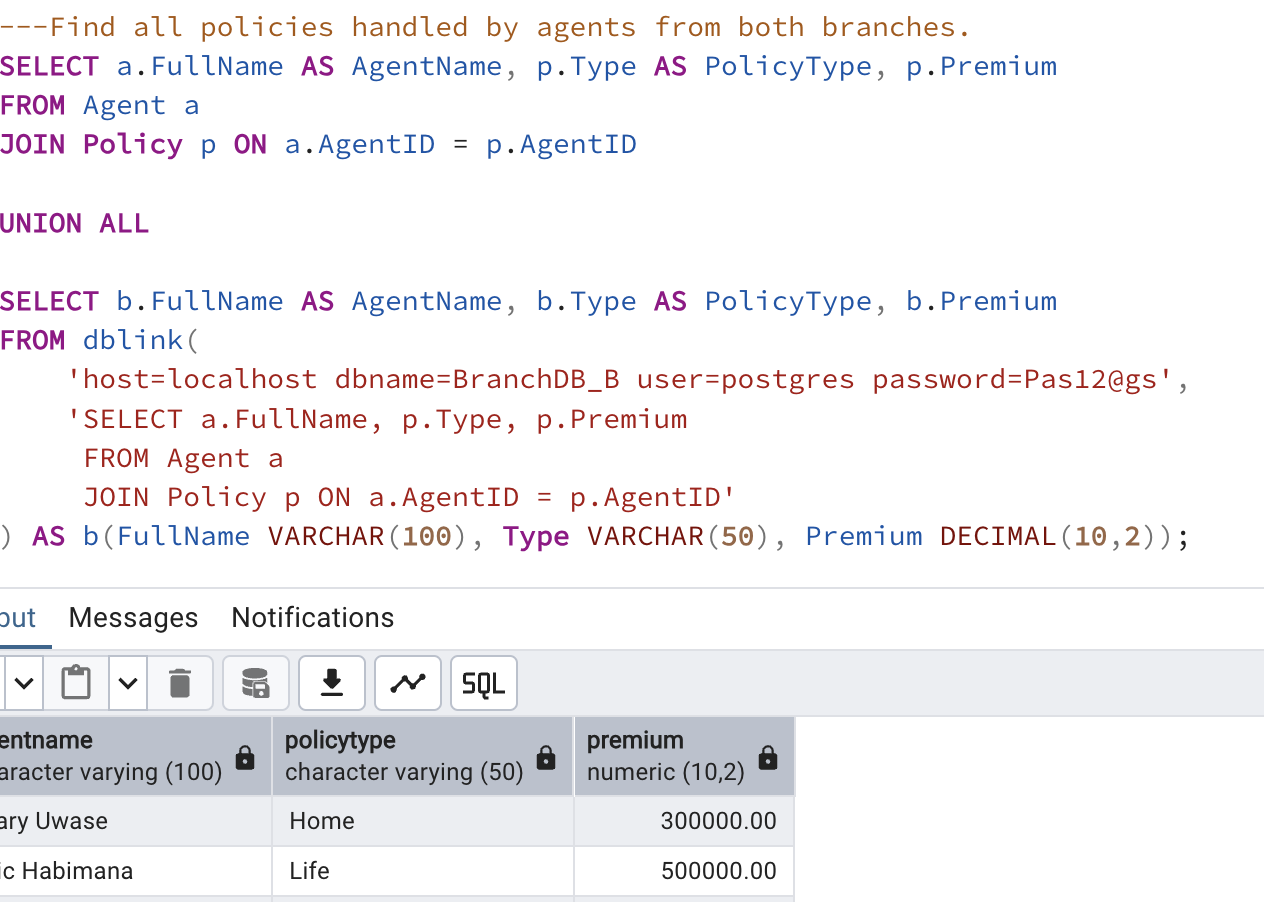 ---Find all policies handled by agents from both branches.
SELECT a.FullName AS AgentName, p.Type AS PolicyType, p.Premium
FROM Agent a
JOIN Policy p ON a.AgentID = p.AgentID
UNION ALL
SELECT b.FullName AS AgentName, b.Type AS PolicyType, b.Premium
FROM dblink(
'host=localhost dbname=BranchDB_B user=postgres password=Pas12@gs',
'SELECT a.FullName, p.Type, p.Premium
FROM Agent a
JOIN Policy p ON a.AgentID = p.AgentID'
) AS b(FullName VARCHAR(100), Type VARCHAR(50), Premium DECIMAL(10,2));
put Messages Notifications
SQL
entname policytype premium
aracter varying (100) character varying (50) numeric (10,2)
ary Uwase Home 300000.00
ic Habimana Life 500000.00